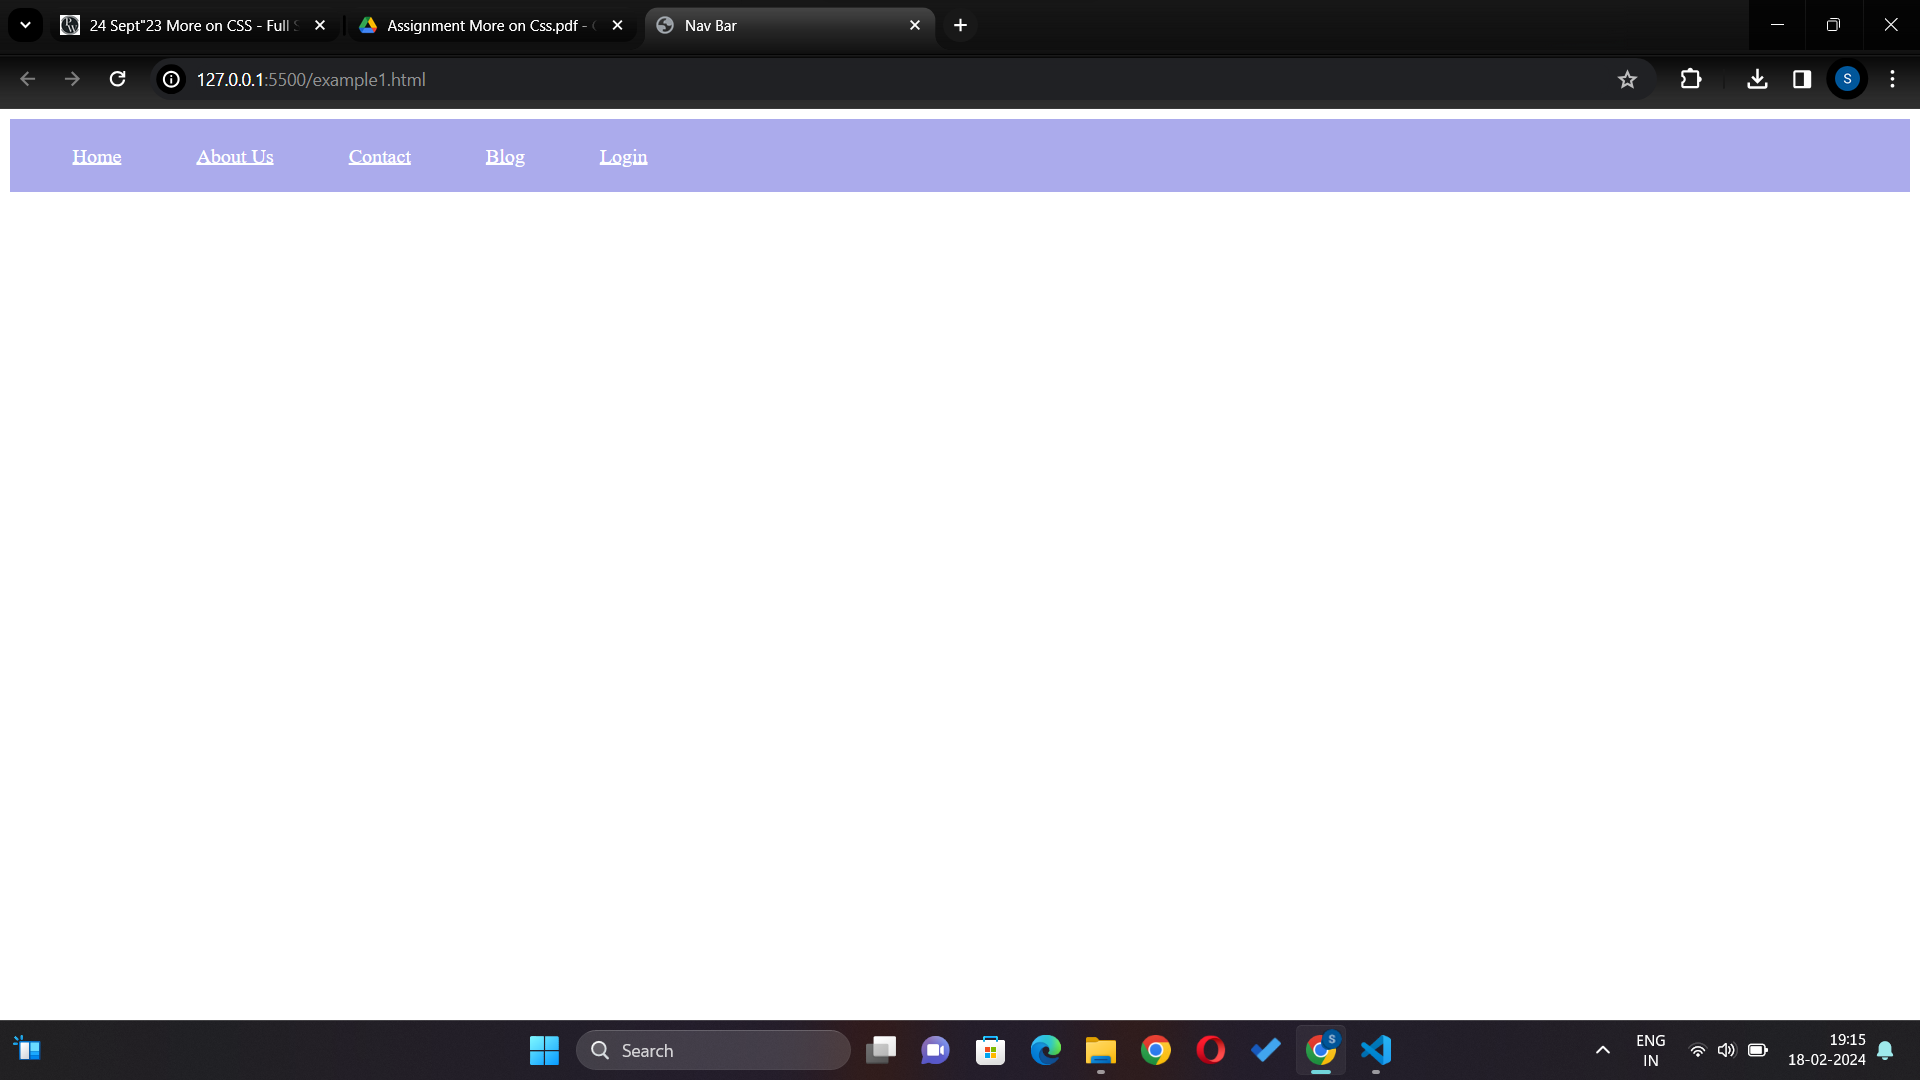 24 Sept"23 More on CSS - Full S
Assignment More on Css.pdf -
Nav Bar
127.0.0.1:5500/example1.html
S
Home
About Us
Contact
Blog
Login
Search
S
ENG
IN
19:15
18-02-2024